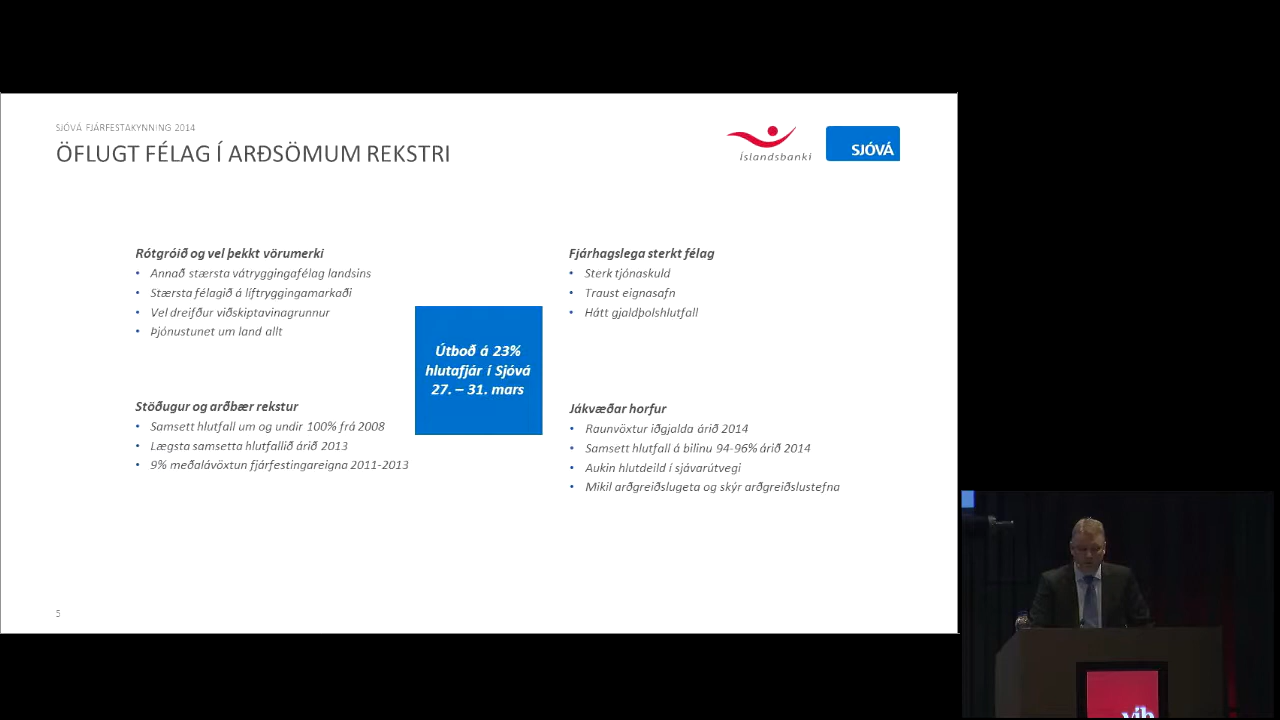 SJÓVÁ FJÁRFESTAKYNNING 2014
ÖFLUGT FÉLAG Í ARÐSÖMUM REKSTRI
Íslandsbanki
SJÓVÁ
Rótgróið og vel þekkt vörumerki
• Annað stærsta vátryggingafélag landsins
• Stærsta félagið á líftryggingamarkaði
• Vel dreifður viðskiptavinagrunnur
• Þjónustunet um land allt
Fjárhagslega sterkt félag
• Sterk tjónaskuld
• Traust eignasafn
• Hátt gjaldþolshlutfall
Útboð á 23%
hlutafjár í Sjóvá
27. – 31. mars
Stöðugur og arðbær rekstur
• Samsett hlutfall um og undir 100% frá 2008
• Lægsta samsetta hlutfallið árið 2013
• 9% meðalávöxtun fjárfestingareigna 2011-2013
Jákvæðar horfur
• Raunvöxtur iðgjalda árið 2014
• Samsett hlutfall á bilinu 94-96% árið 2014
• Aukin hlutdeild í sjávarútvegi
• Mikil arðgreiðslugeta og skýr arðgreiðslustefna
5
vib